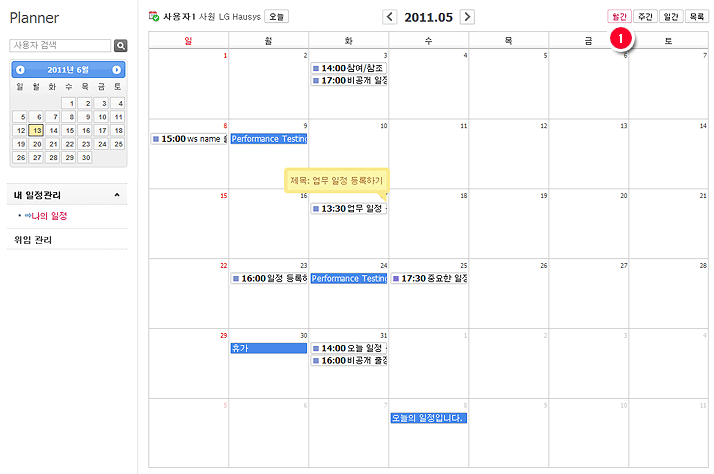 Planner
사용자 검색
2011년 6월
일 월 화 수 목 금 토
1 2 3 4
5 6 7 8 9 10 11
12 13 14 15 16 17 18
19 20 21 22 23 24 25
26 27 28 29 30
내 일정관리
나의 일정
위임 관리
사용자1 사원 LG Hausys 오늘
2011.05
월간 주간 일간 목록
1
일 월 화 수 목 금 토
1 2 3 4 5 6 7
14:00 참여/참조
17:00 비공개 일정
8 9 10 11 12 13 14
15:00 ws name
Performance Testing
제목: 업무 일정 등록하기
15 16 18 19 20 21
13:30 업무 일정
22 23 24 25 26 27 28
16:00 일정 등록하
Performance Testing
17:30 중요한 일정
29 30 31 1 2 3 4
휴가
14:00 오늘 일정
16:00 비공개 출장
5 6 7 8 9 10 11
오늘의 일정입니다.